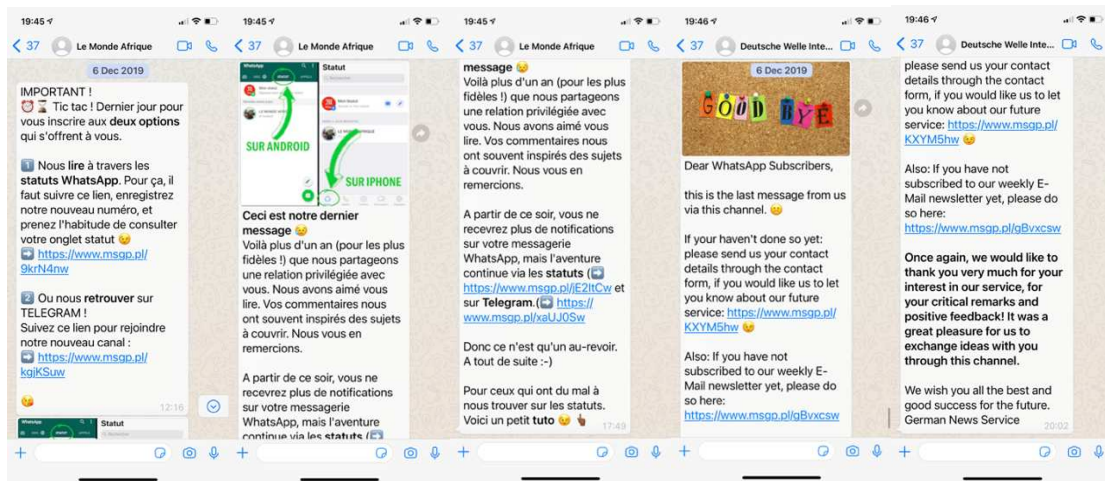 19:45
37 Le Monde Afrique
6 Dec 2019
IMPORTANT !
⏰⌛ Tic tac ! Dernier jour pour
vous inscrire aux deux options
qui s'offrent à vous.
1️⃣ Nous lire à travers les
statuts WhatsApp. Pour ça, il
faut suivre ce lien, enregistrez
notre nouveau numéro, et
prenez l'habitude de consulter
votre onglet statut 😉
➡️ https://www.msgp.pl/
9krN4nw
2️⃣ Ou nous retrouver sur
TELEGRAM !
Suivez ce lien pour rejoindre
notre nouveau canal :
➡️ https://www.msgp.pl/
kgjKSuw
😘
12:16
Statut
19:45
37 Le Monde Afrique
WhatsApp
Statut
SUR ANDROID
SUR IPHONE
Ceci est notre dernier
message 😢
Voilà plus d'un an (pour les plus
fidèles !) que nous partageons
une relation privilégiée avec
vous. Nous avons aimé vous
lire. Vos commentaires nous
ont souvent inspirés des sujets
à couvrir. Nous vous en
remercions.
A partir de ce soir, vous ne
recevrez plus de notifications
sur votre messagerie
WhatsApp, mais l'aventure
continue via les statuts (➡️
19:45
37 Le Monde Afrique
message 😢
Voilà plus d'un an (pour les plus
fidèles !) que nous partageons
une relation privilégiée avec
vous. Nous avons aimé vous
lire. Vos commentaires nous
ont souvent inspirés des sujets
à couvrir. Nous vous en
remercions.
A partir de ce soir, vous ne
recevrez plus de notifications
sur votre messagerie
WhatsApp, mais l'aventure
continue via les statuts (➡️
https://www.msgp.pl/jE2ItCw et
sur Telegram.(➡️ https://
www.msgp.pl/xaUJ0Sw
Donc ce n'est qu'un au-revoir.
A tout de suite :-)
Pour ceux qui ont du mal à
nous trouver sur les statuts.
Voici un petit tuto 😉 👆🏾
17:49
19:46
37 Deutsche Welle Inte...
6 Dec 2019
GOOD BYE
Dear WhatsApp Subscribers,
this is the last message from us
via this channel. 🙂
If your haven't done so yet:
please send us your contact
details through the contact
form, if you would like us to let
you know about our future
service: https://www.msgp.pl/
KXYM5hw 😉
Also: If you have not
subscribed to our weekly E-
Mail newsletter yet, please do
so here:
https://www.msgp.pl/gBvxcsw
19:46
37 Deutsche Welle Inte...
please send us your contact
details through the contact
form, if you would like us to let
you know about our future
service: https://www.msgp.pl/
KXYM5hw 😉
Also: If you have not
subscribed to our weekly E-
Mail newsletter yet, please do
so here:
https://www.msgp.pl/gBvxcsw
Once again, we would like to
thank you very much for your
interest in our service, for
your critical remarks and
positive feedback! It was a
great pleasure for us to
exchange ideas with you
through this channel.
We wish you all the best and
good success for the future.
German News Service
20:02